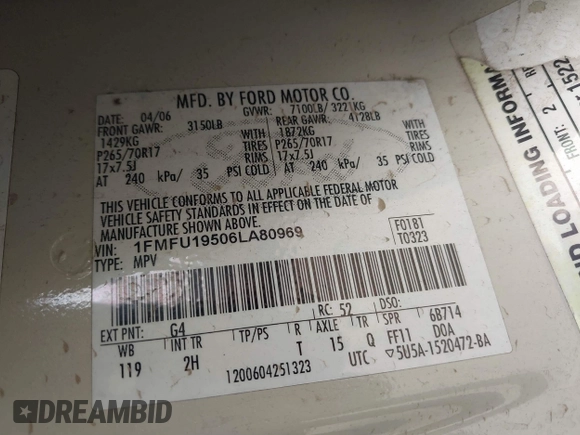 MFD. BY FORD MOTOR CO.
DATE: 04/06 GVWR: 7100LB/ 3221KG
FRONT GAWR: 3150LB REAR GAWR: 4128LB
1429KG 1872KG
P265/70R17 TIRES P265/70R17 TIRES
17x7.5J RIMS 17x7.5J RIMS
AT 240 kPa/ 35 PSI COLD AT 240 kPa/ 35 PSI COLD
THIS VEHICLE CONFORMS TO ALL APPLICABLE FEDERAL MOTOR
VEHICLE SAFETY STANDARDS IN EFFECT ON THE DATE OF
MANUFACTURE SHOWN ABOVE.
VIN: 1FMFU19506LA80969 F0181
TYPE: MPV T0323
RC: 52 DSO:
EXT PNT: G4 6B714
WB INT TR TP/PS R AXLE TR SPR
119 2H T 15 Q FF11 DOA
1200604251323 UTC 5U5A-1520472-BA
ND LOADING INFORMA
FRONT: 2
1522
DREAMBID